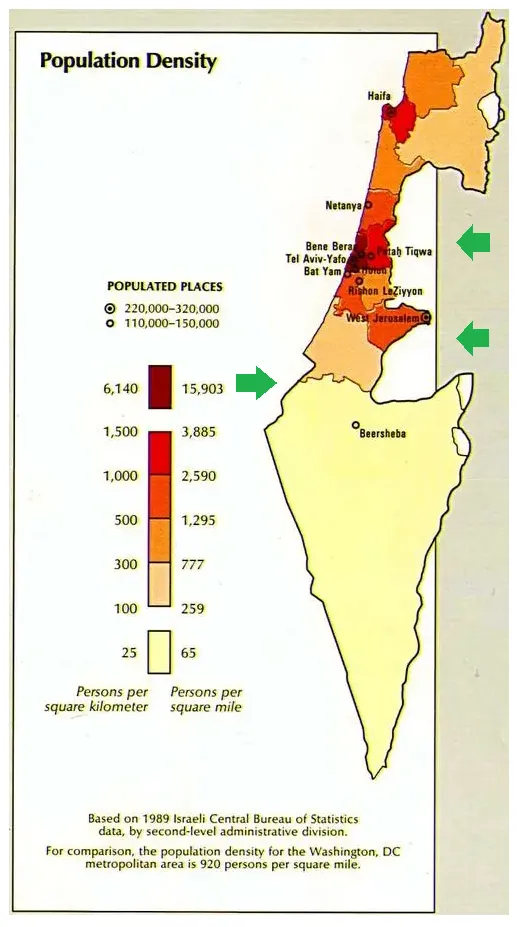 Population Density
Haifa
Netanya
Bene Beraq
Petaḥ Tiqwa
Tel Aviv-Yafo
Bat Yam
Holon
Rishon LeẔiyyon
West Jerusalem
Beersheba
POPULATED PLACES
220,000–320,000
110,000–150,000
6,140 15,903
1,500 3,885
1,000 2,590
500 1,295
300 777
100 259
25 65
Persons per Persons per
square kilometer square mile
Based on 1989 Israeli Central Bureau of Statistics
data, by second-level administrative division.
For comparison, the population density for the Washington, DC
metropolitan area is 920 persons per square mile.